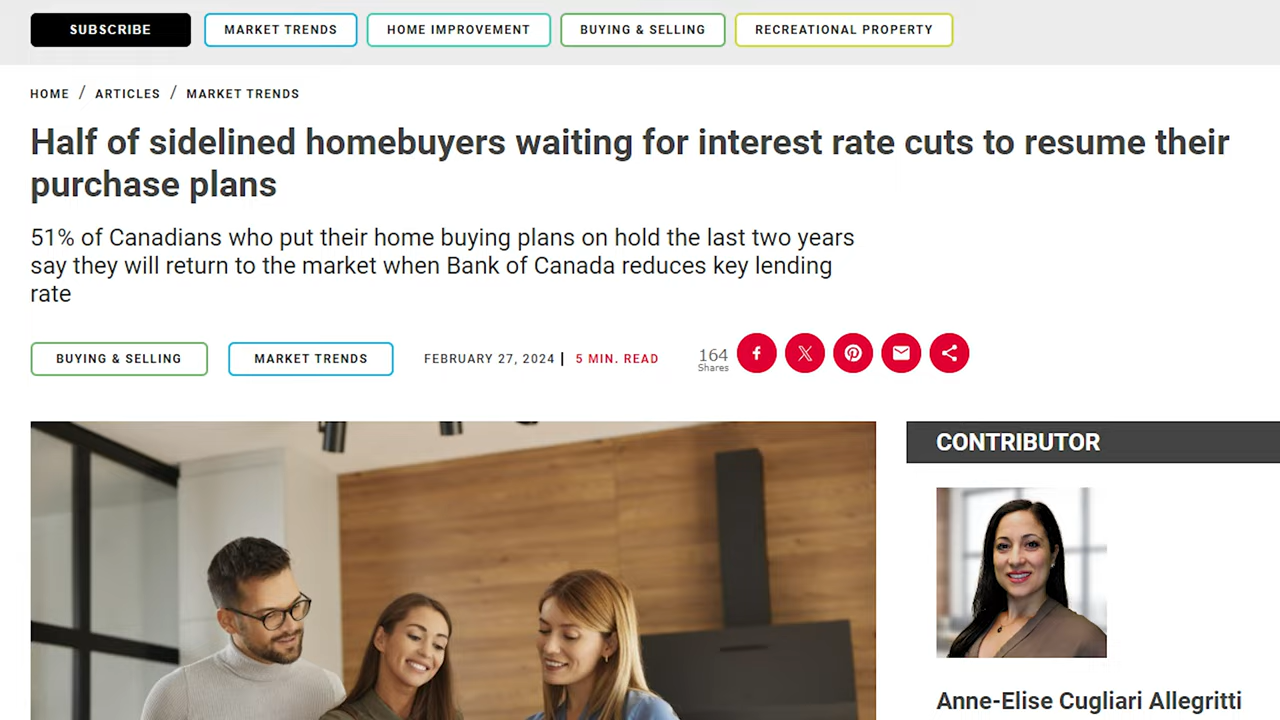 SUBSCRIBE
MARKET TRENDS
HOME IMPROVEMENT
BUYING & SELLING
RECREATIONAL PROPERTY
HOME / ARTICLES / MARKET TRENDS
Half of sidelined homebuyers waiting for interest rate cuts to resume their
purchase plans
51% of Canadians who put their home buying plans on hold the last two years
say they will return to the market when Bank of Canada reduces key lending
rate
BUYING & SELLING
MARKET TRENDS
FEBRUARY 27, 2024 | 5 MIN. READ
164
Shares
CONTRIBUTOR
Anne-Elise Cugliari Allegritti